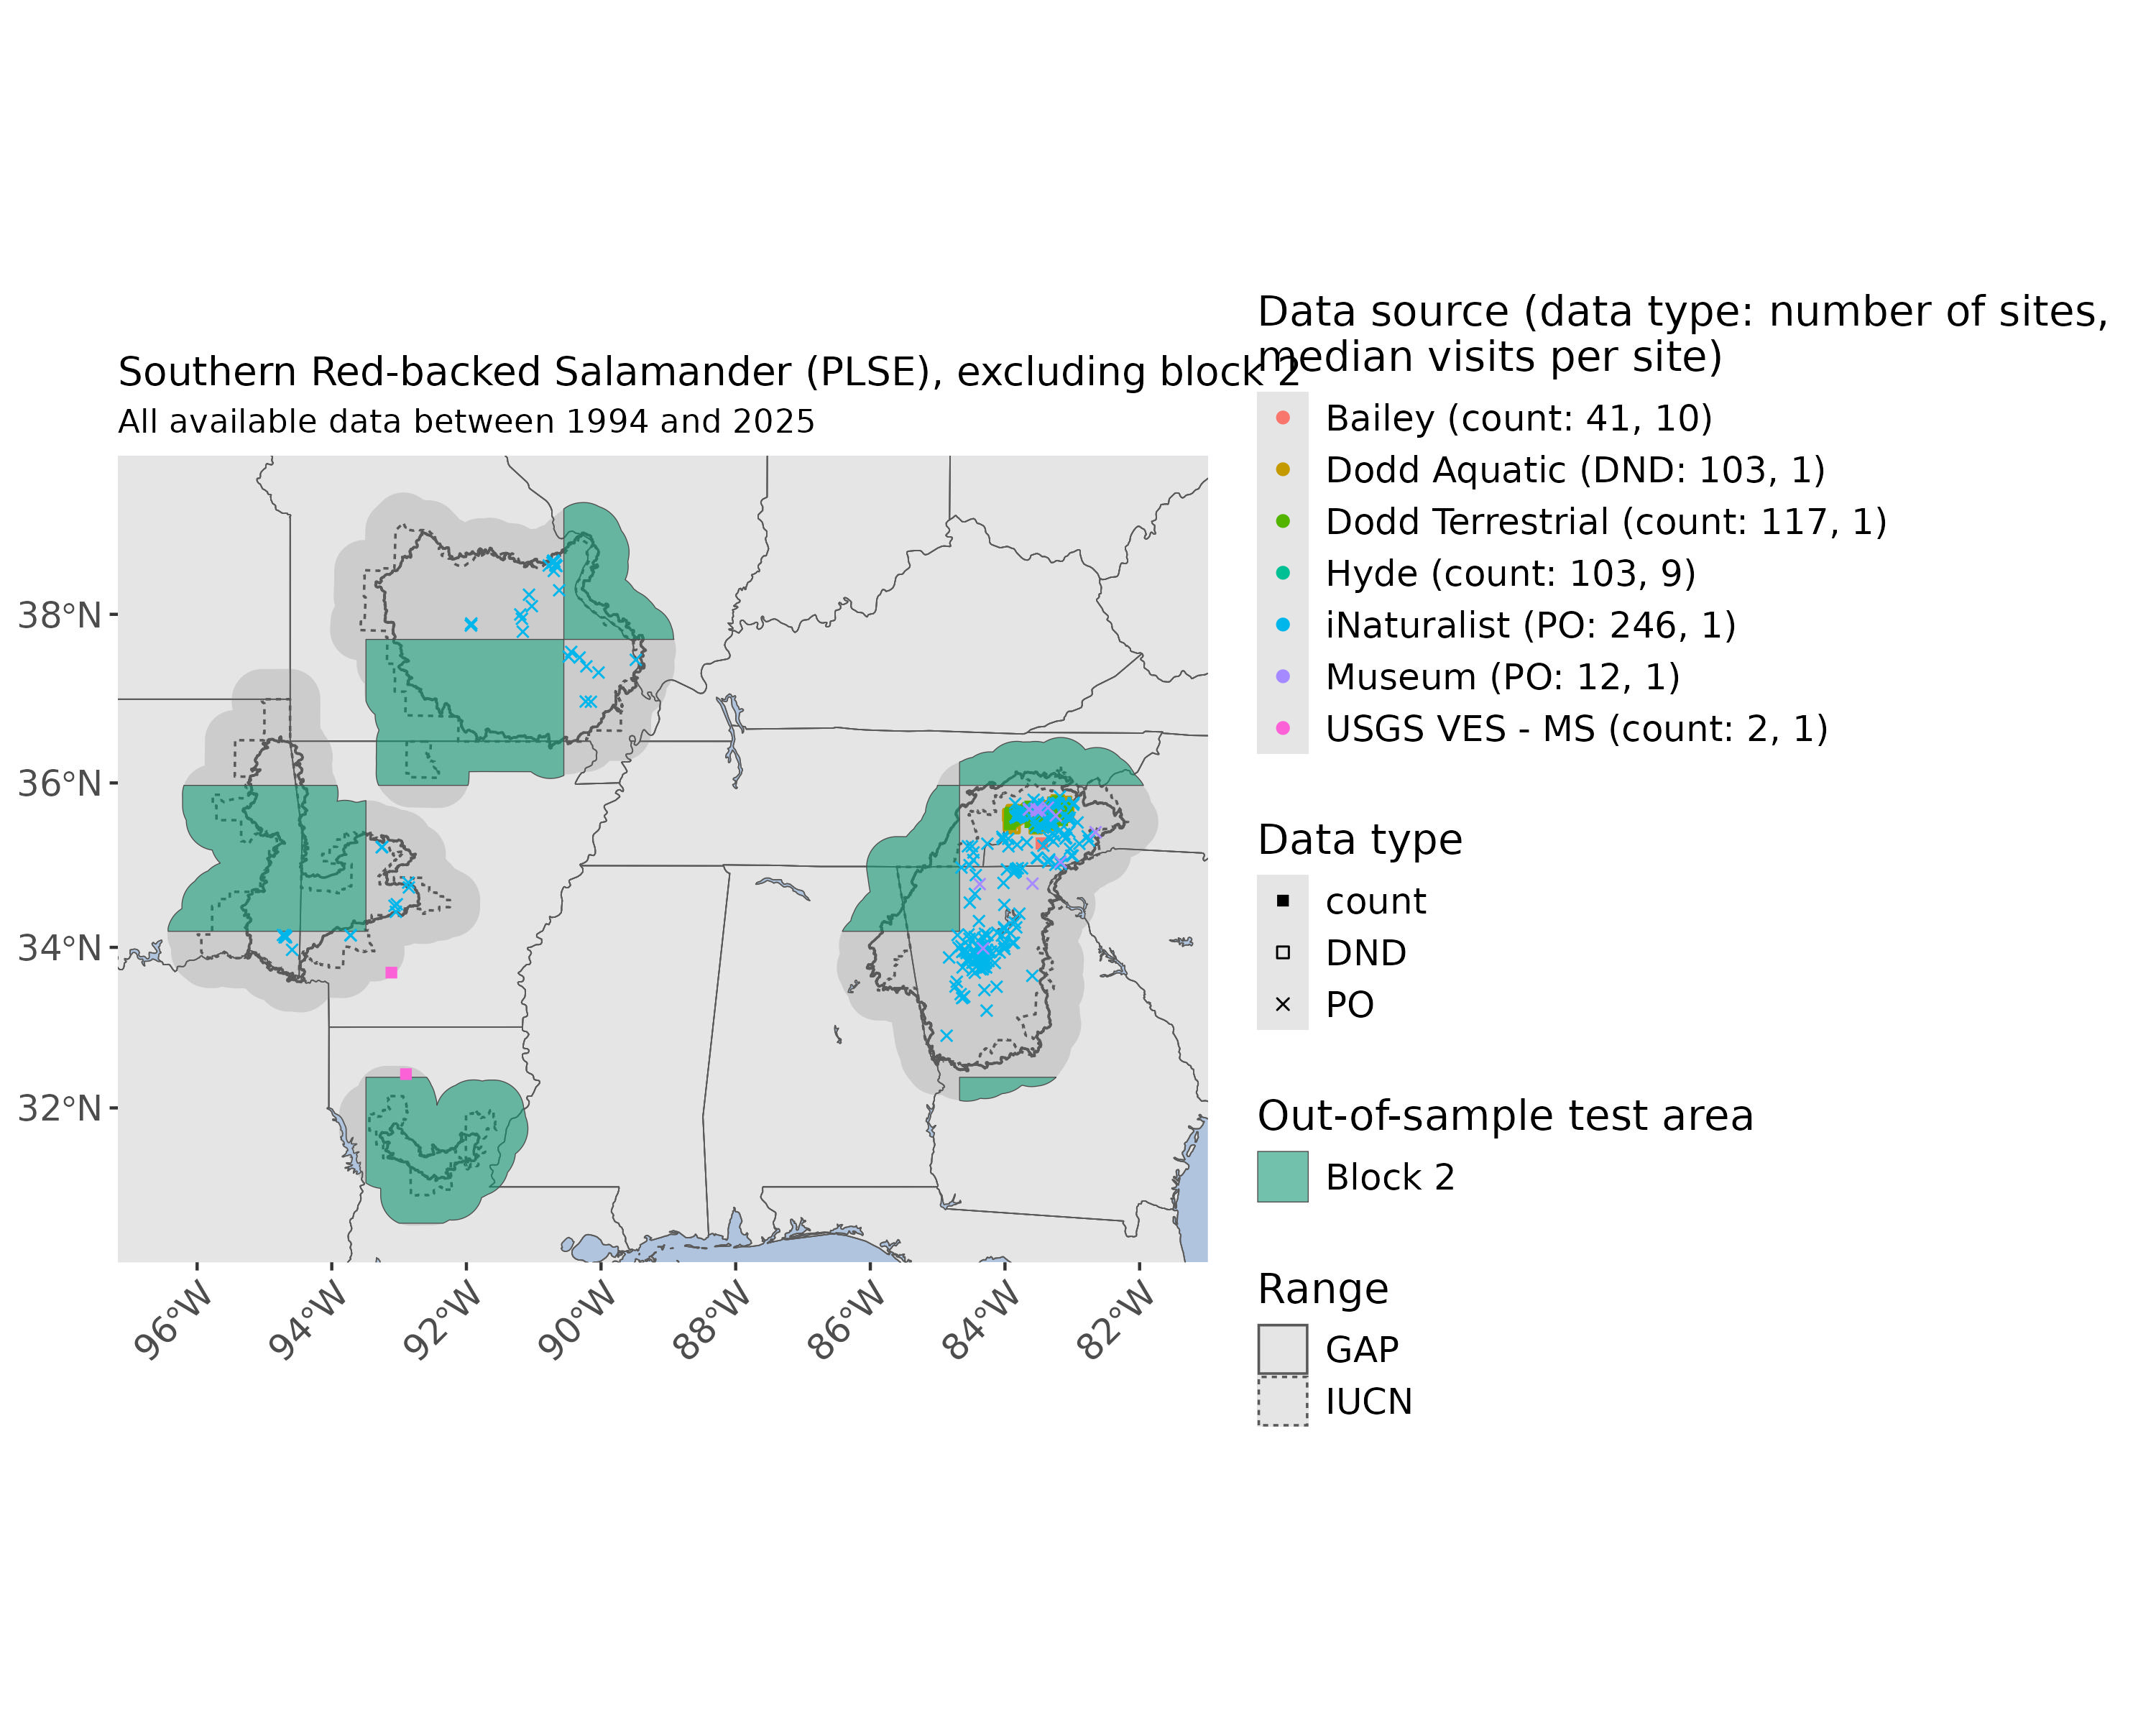 Southern Red-backed Salamander (PLSE), excluding block 2
All available data between 1994 and 2025
38°N
36°N
34°N
32°N
96°W
94°W
92°W
90°W
88°W
86°W
84°W
82°W
Data source (data type: number of sites,
median visits per site)
Bailey (count: 41, 10)
Dodd Aquatic (DND: 103, 1)
Dodd Terrestrial (count: 117, 1)
Hyde (count: 103, 9)
iNaturalist (PO: 246, 1)
Museum (PO: 12, 1)
USGS VES - MS (count: 2, 1)
Data type
count
DND
PO
Out-of-sample test area
Block 2
Range
GAP
IUCN